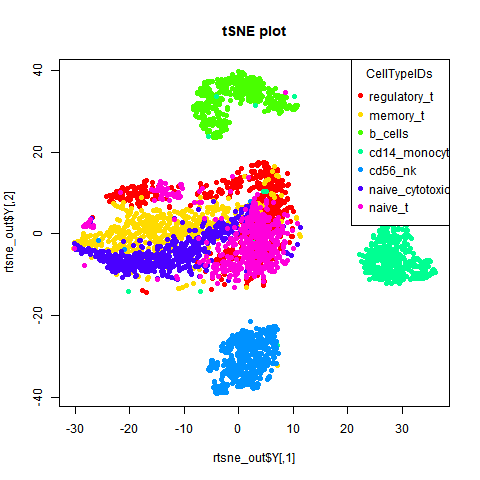 tSNE plot
CellTypeIDs
regulatory_t
memory_t
b_cells
cd14_monocyt
cd56_nk
naive_cytotoxic
naive_t
40
20
0
-20
-40
rtsne_out$Y[,2]
-30 -20 -10 0 10 20 30
rtsne_out$Y[,1]